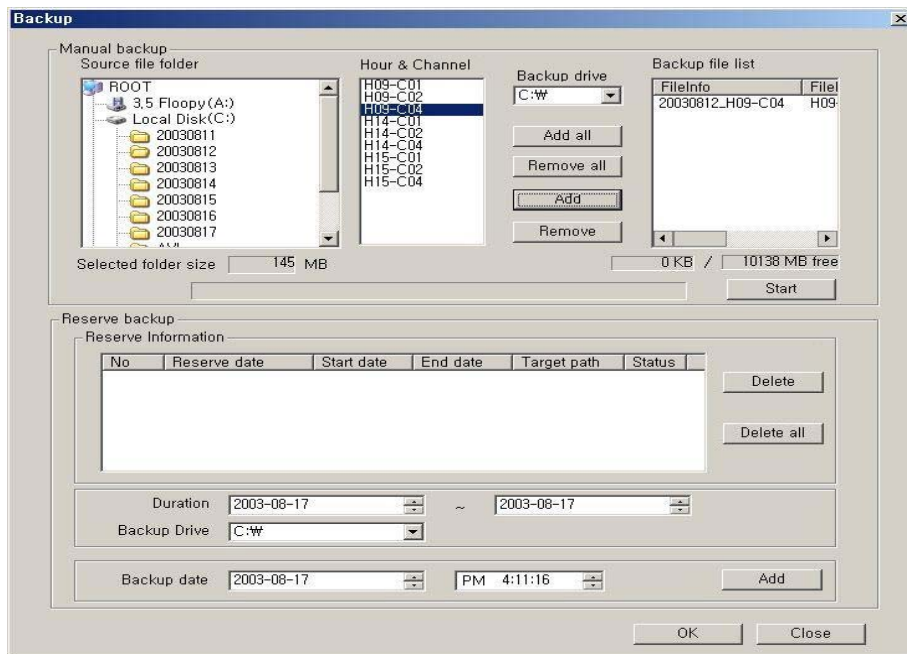 Backup
Manual backup
Source file folder
ROOT
3,5 Floopy(A:)
Local Disk(C:)
20030811
20030812
20030813
20030814
20030815
20030816
20030817
Selected folder size 145 MB
Hour & Channel
H09-C01
H09-C02
H09-C04
H14-C01
H14-C02
H14-C04
H15-C01
H15-C02
H15-C04
Backup drive
C:₩
Add all
Remove all
Add
Remove
Backup file list
FileInfo FileI
20030812_H09-C04 H09-
0 KB / 10138 MB free
Start
Reserve backup
Reserve Information
No Reserve date Start date End date Target path Status
Delete
Delete all
Duration 2003-08-17 ~ 2003-08-17
Backup Drive C:₩
Backup date 2003-08-17 PM 4:11:16 Add
OK Close